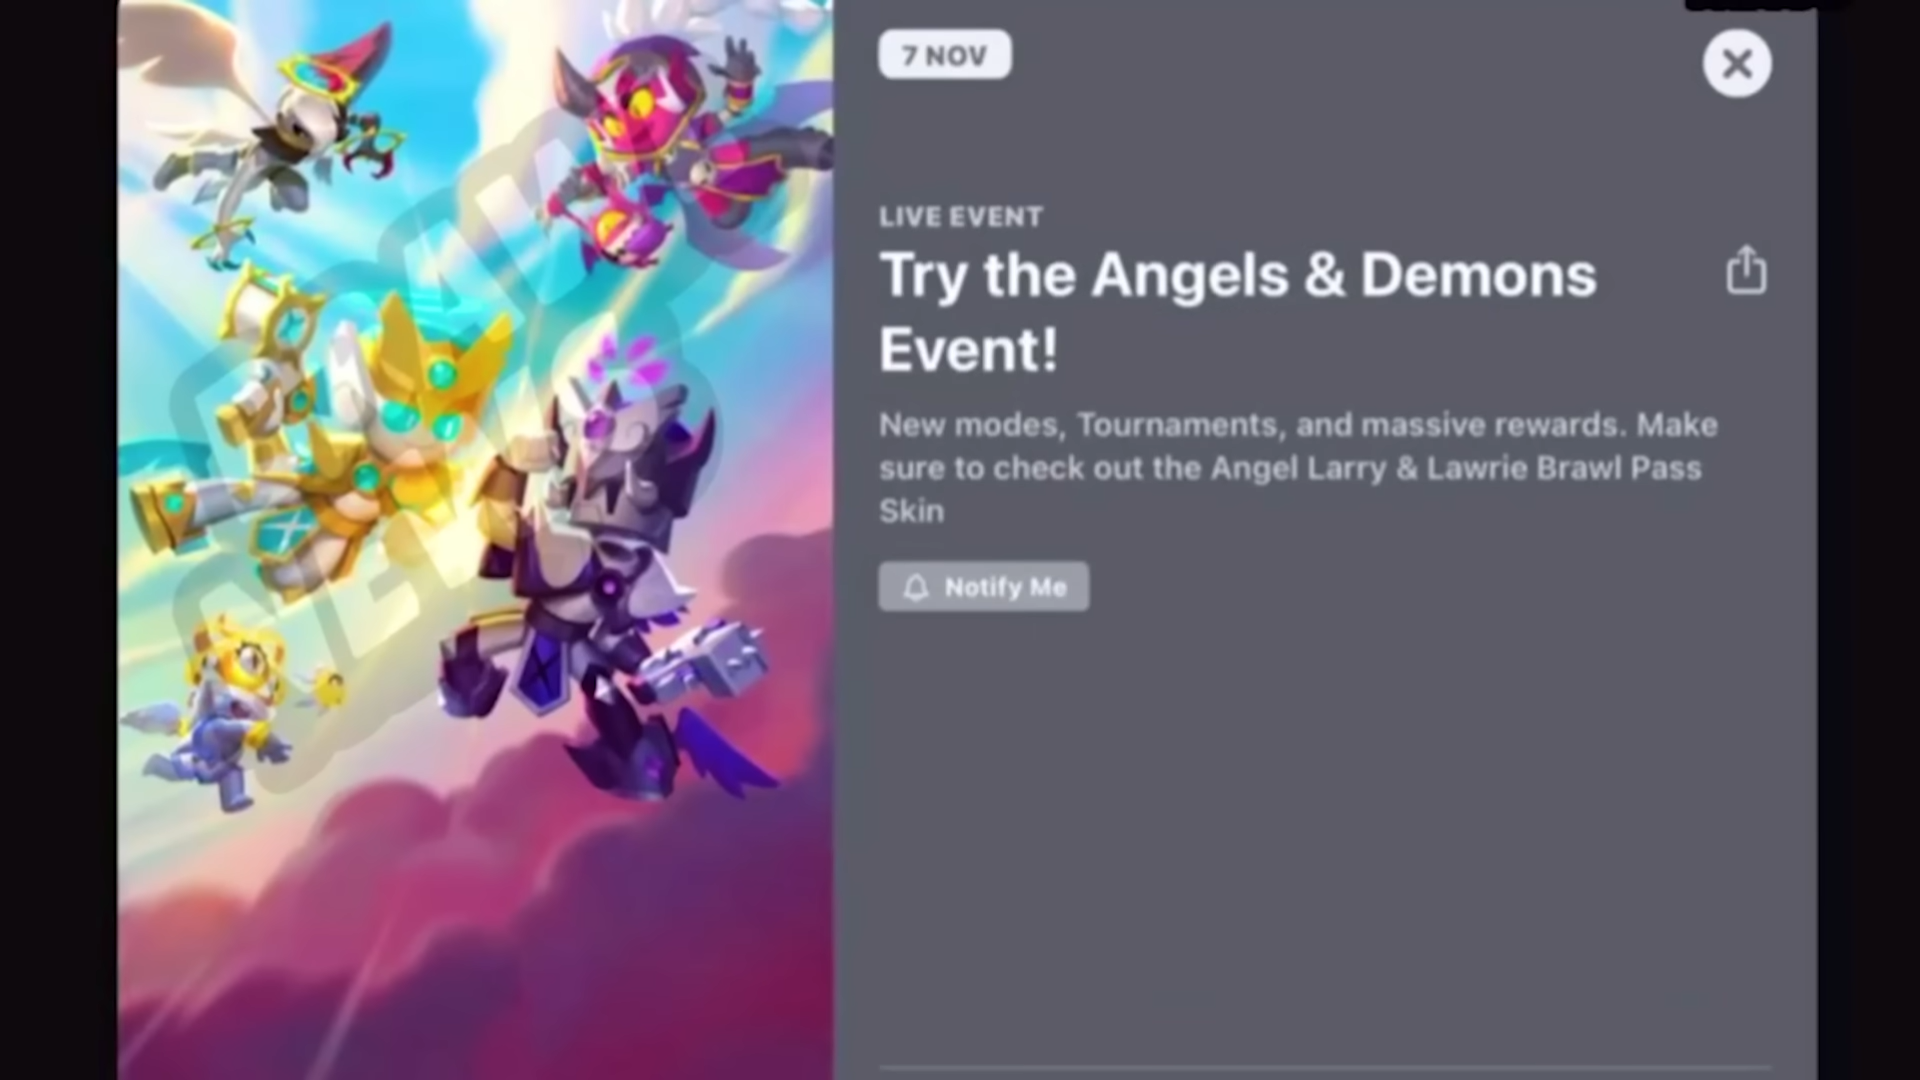 7 NOV
LIVE EVENT
Try the Angels & Demons
Event!
New modes, Tournaments, and massive rewards. Make
sure to check out the Angel Larry & Lawrie Brawl Pass
Skin
Notify Me